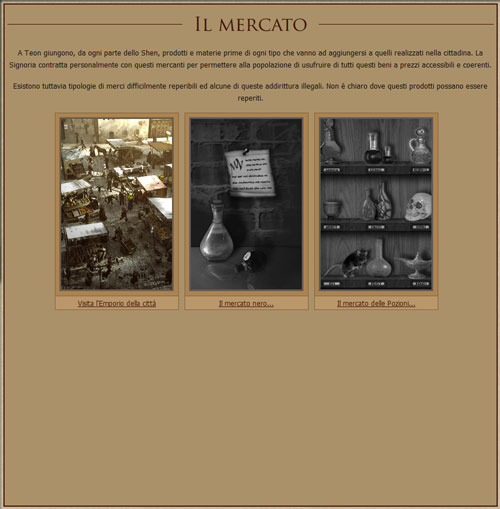 Il mercato
A Teon giungono, da ogni parte dello Shen, prodotti e materie prime di ogni tipo che vanno ad aggiungersi a quelli realizzati nella cittadina. La
Signoria contratta personalmente con questi mercanti per permettere alla popolazione di usufruire di tutti questi beni a prezzi accessibili e coerenti.
Esistono tuttavia tipologie di merci difficilmente reperibili ed alcune di queste addirittura illegali. Non è chiaro dove questi prodotti possano essere
reperiti.
Visita l'Emporio della città
Il mercato nero...
Il mercato delle Pozioni...